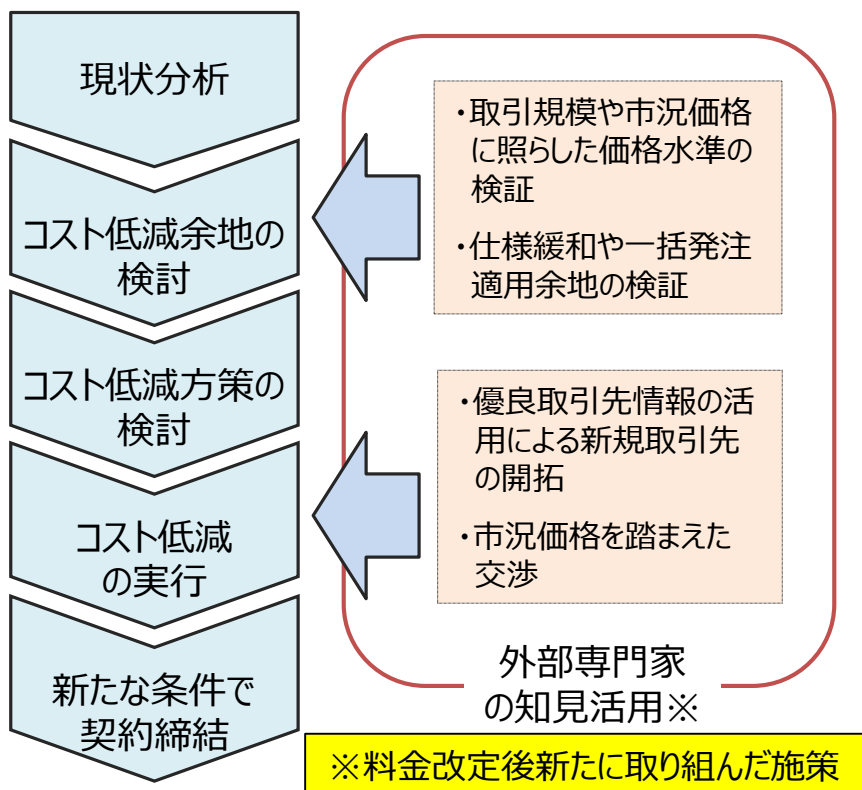 現状分析
コスト低減余地の
検討
コスト低減方策の
検討
コスト低減
の実行
新たな条件で
契約締結
・取引規模や市況価格
に照らした価格水準の
検証
・仕様緩和や一括発注
適用余地の検証
・優良取引先情報の活
用による新規取引先
の開拓
・市況価格を踏まえた
交渉
外部専門家
の知見活用※
※料金改定後新たに取り組んだ施策